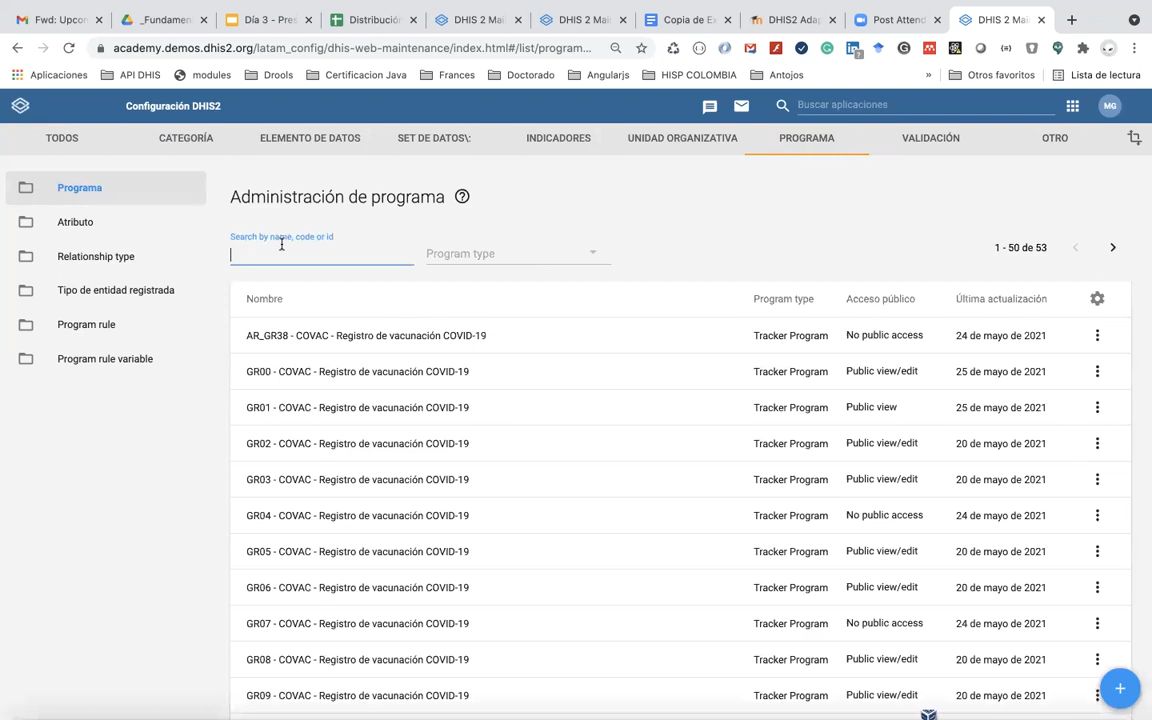 Fwd: Upcon
_Fundamen
Día 3 - Pres
Distribución
DHIS 2 Mai
DHIS 2 Mai
Copia de Ex
DHIS2 Adap
Post Attend
DHIS 2 Mai
academy.demos.dhis2.org/latam_config/dhis-web-maintenance/index.html#/list/program...
Aplicaciones
API DHIS
modules
Drools
Certificacion Java
Frances
Doctorado
Angularjs
HISP COLOMBIA
Antojos
»
Otros favoritos
Lista de lectura
Configuración DHIS2
Buscar aplicaciones
MG
TODOS
CATEGORÍA
ELEMENTO DE DATOS
SET DE DATOS\:
INDICADORES
UNIDAD ORGANIZATIVA
PROGRAMA
VALIDACIÓN
OTRO
Programa
Atributo
Relationship type
Tipo de entidad registrada
Program rule
Program rule variable
Administración de programa
Search by name, code or id
Program type
1 - 50 de 53
Nombre Program type Acceso público Última actualización
AR_GR38 - COVAC - Registro de vacunación COVID-19 Tracker Program No public access 24 de mayo de 2021
GR00 - COVAC - Registro de vacunación COVID-19 Tracker Program Public view/edit 25 de mayo de 2021
GR01 - COVAC - Registro de vacunación COVID-19 Tracker Program Public view 25 de mayo de 2021
GR02 - COVAC - Registro de vacunación COVID-19 Tracker Program Public view/edit 20 de mayo de 2021
GR03 - COVAC - Registro de vacunación COVID-19 Tracker Program Public view/edit 20 de mayo de 2021
GR04 - COVAC - Registro de vacunación COVID-19 Tracker Program No public access 24 de mayo de 2021
GR05 - COVAC - Registro de vacunación COVID-19 Tracker Program Public view/edit 20 de mayo de 2021
GR06 - COVAC - Registro de vacunación COVID-19 Tracker Program Public view/edit 20 de mayo de 2021
GR07 - COVAC - Registro de vacunación COVID-19 Tracker Program No public access 24 de mayo de 2021
GR08 - COVAC - Registro de vacunación COVID-19 Tracker Program Public view/edit 20 de mayo de 2021
GR09 - COVAC - Registro de vacunación COVID-19 Tracker Program Public view/edit 20 de mayo de 2021